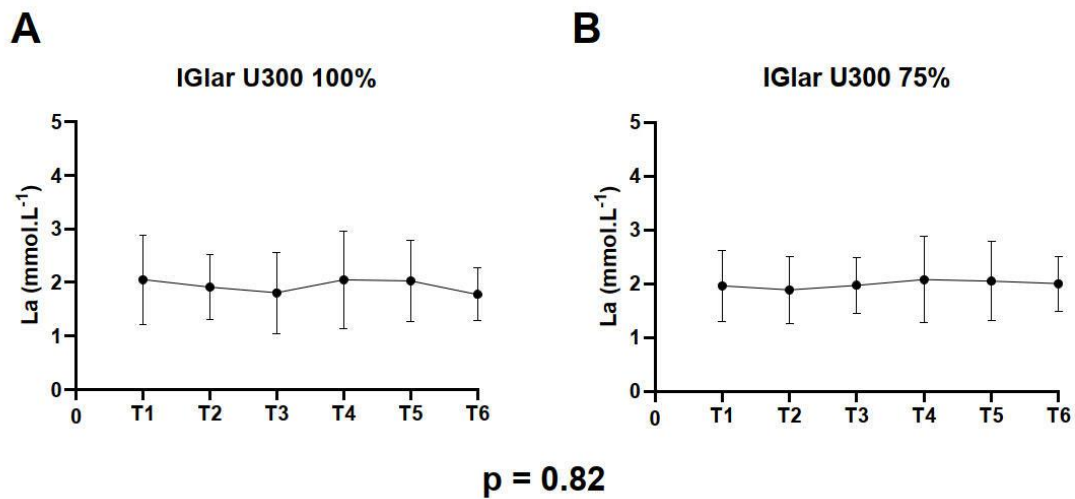 A
IGlar U300 100%
La (mmol.L⁻¹)
5
4
3
2
1
0
0 T1 T2 T3 T4 T5 T6
B
IGlar U300 75%
La (mmol.L⁻¹)
5
4
3
2
1
0
0 T1 T2 T3 T4 T5 T6
p = 0.82